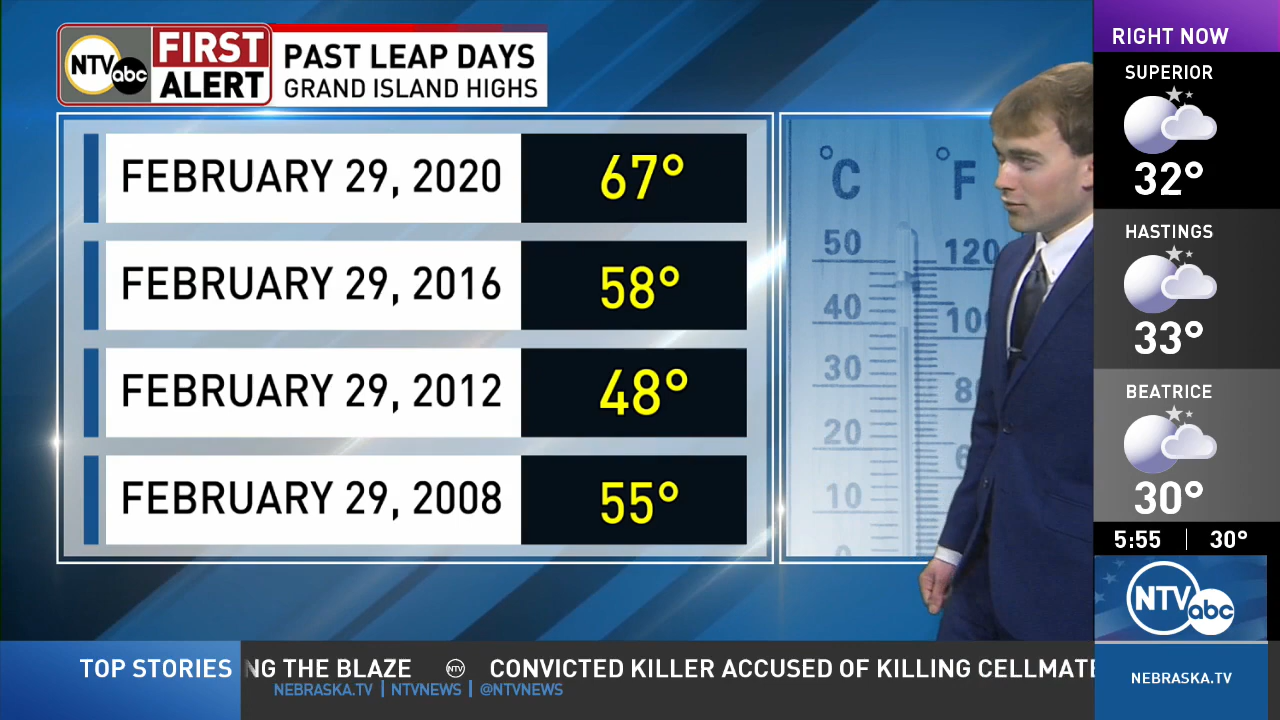 NTV abc
FIRST
ALERT
PAST LEAP DAYS
GRAND ISLAND HIGHS
FEBRUARY 29, 2020 67°
FEBRUARY 29, 2016 58°
FEBRUARY 29, 2012 48°
FEBRUARY 29, 2008 55°
°C °F
50 120
40
30
20
10
RIGHT NOW
SUPERIOR
32°
HASTINGS
33°
BEATRICE
30°
5:55 | 30°
NTV abc
TOP STORIES NG THE BLAZE NTV CONVICTED KILLER ACCUSED OF KILLING CELLMATE
NEBRASKA.TV | NTVNEWS | @NTVNEWS
NEBRASKA.TV